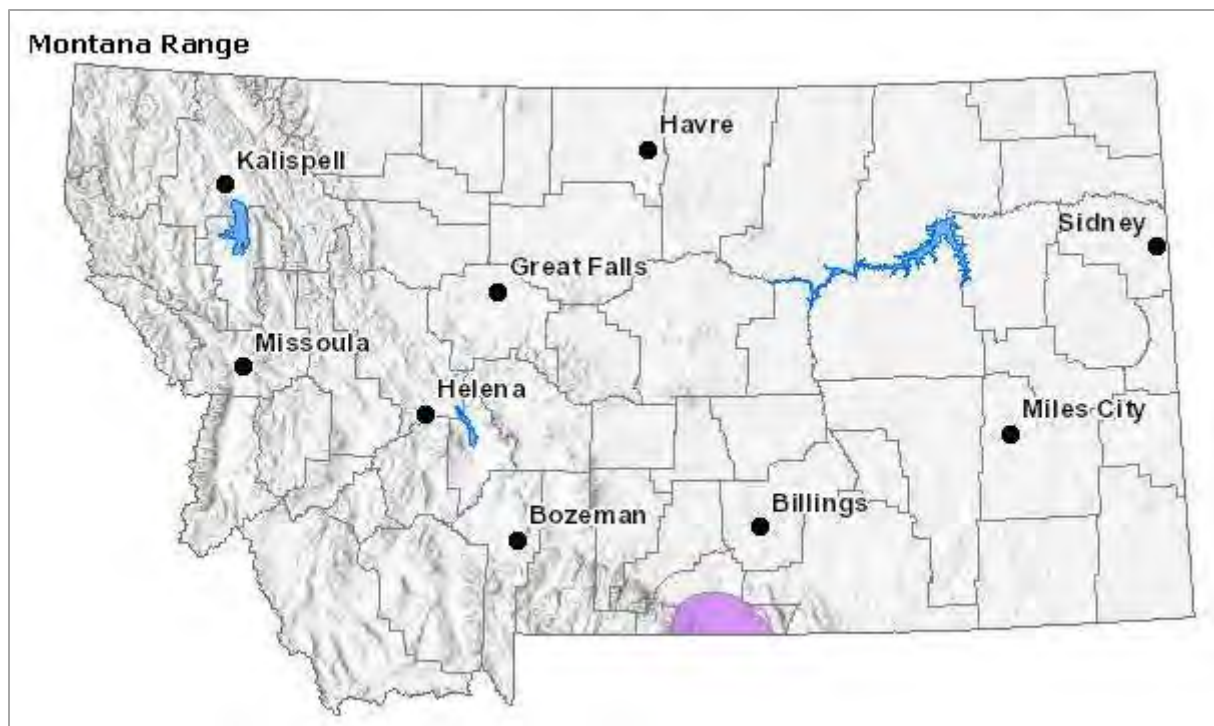 Montana Range
Havre
Kalispell
Sidney
Great Falls
Missoula
Helena
Miles City
Billings
Bozeman